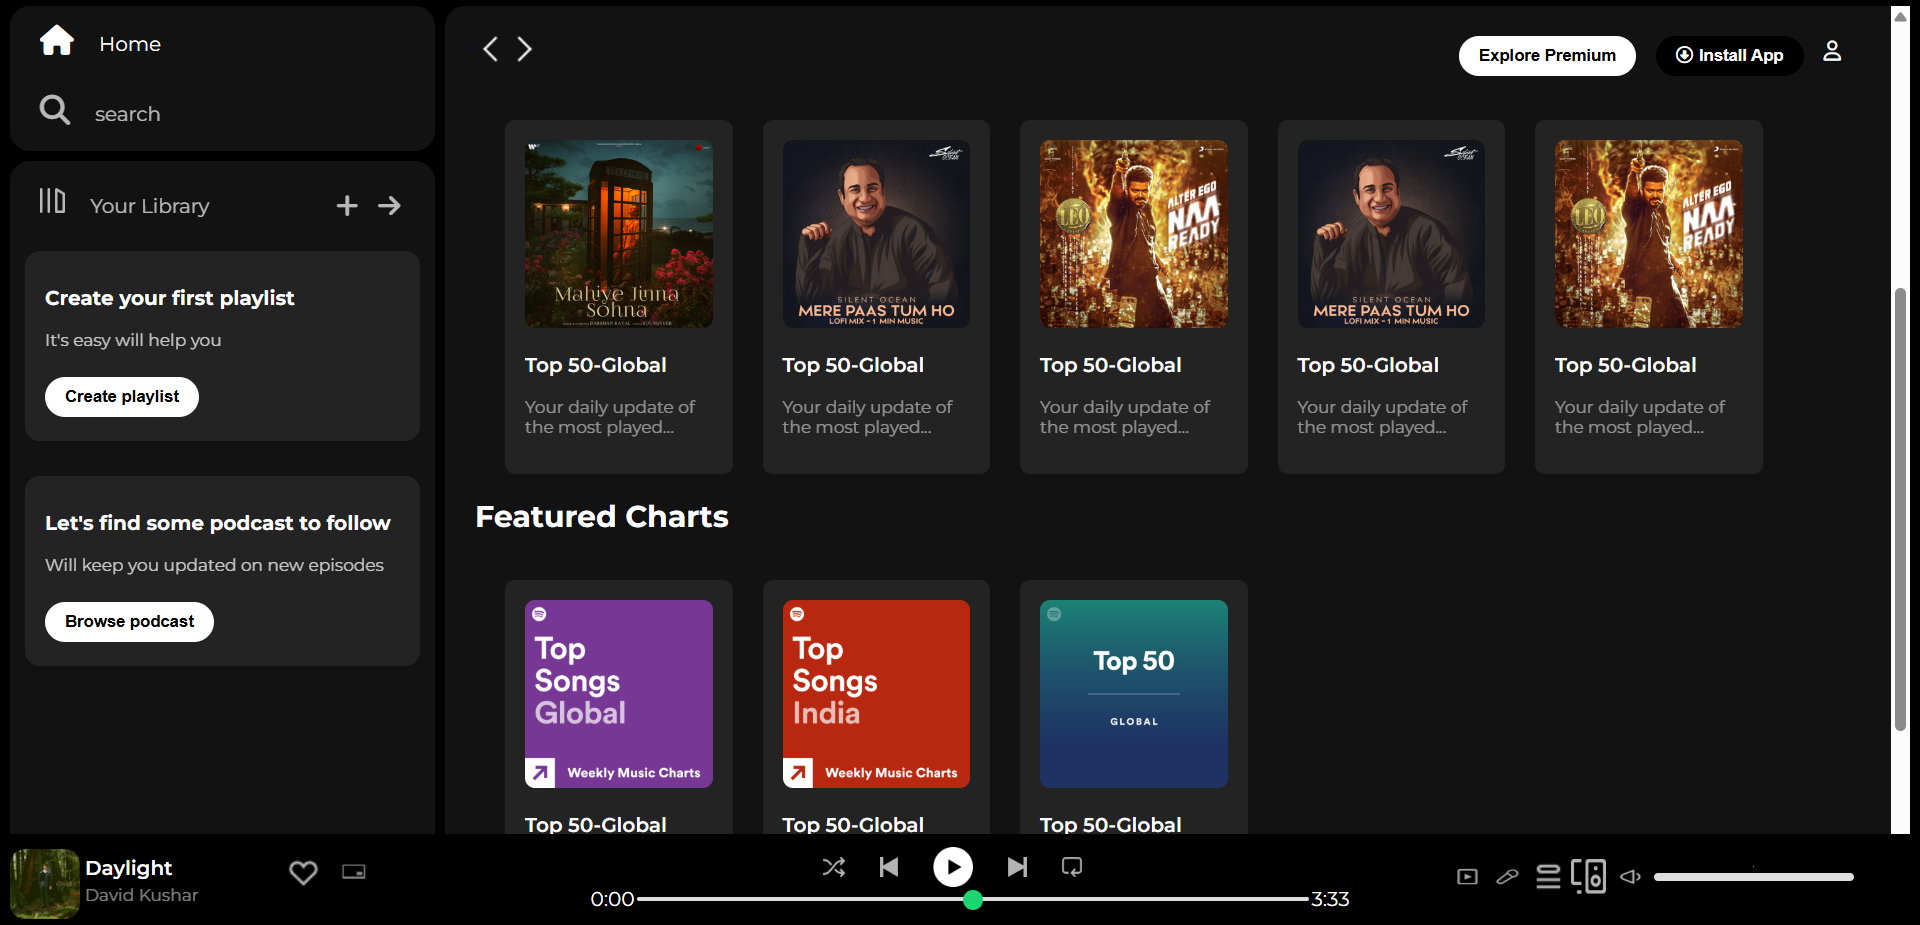 Home
search
Your Library
Create your first playlist
It's easy will help you
Create playlist
Let's find some podcast to follow
Will keep you updated on new episodes
Browse podcast
Explore Premium
Install App
Mahiye Jinna
Sohna
Top 50-Global
Your daily update of
the most played...
Silent
OCEAN
SILENT OCEAN
MERE PAAS TUM HO
LOFI MIX - 1 MIN MUSIC
Top 50-Global
Your daily update of
the most played...
LEO
ALTER EGO
NAA
READY
Top 50-Global
Your daily update of
the most played...
Silent
OCEAN
SILENT OCEAN
MERE PAAS TUM HO
LOFI MIX - 1 MIN MUSIC
Top 50-Global
Your daily update of
the most played...
LEO
ALTER EGO
NAA
READY
Top 50-Global
Your daily update of
the most played...
Featured Charts
Top
Songs
Global
Weekly Music Charts
Top 50-Global
Top
Songs
India
Weekly Music Charts
Top 50-Global
Top 50
GLOBAL
Top 50-Global
Daylight
David Kushar
0:00
3:33